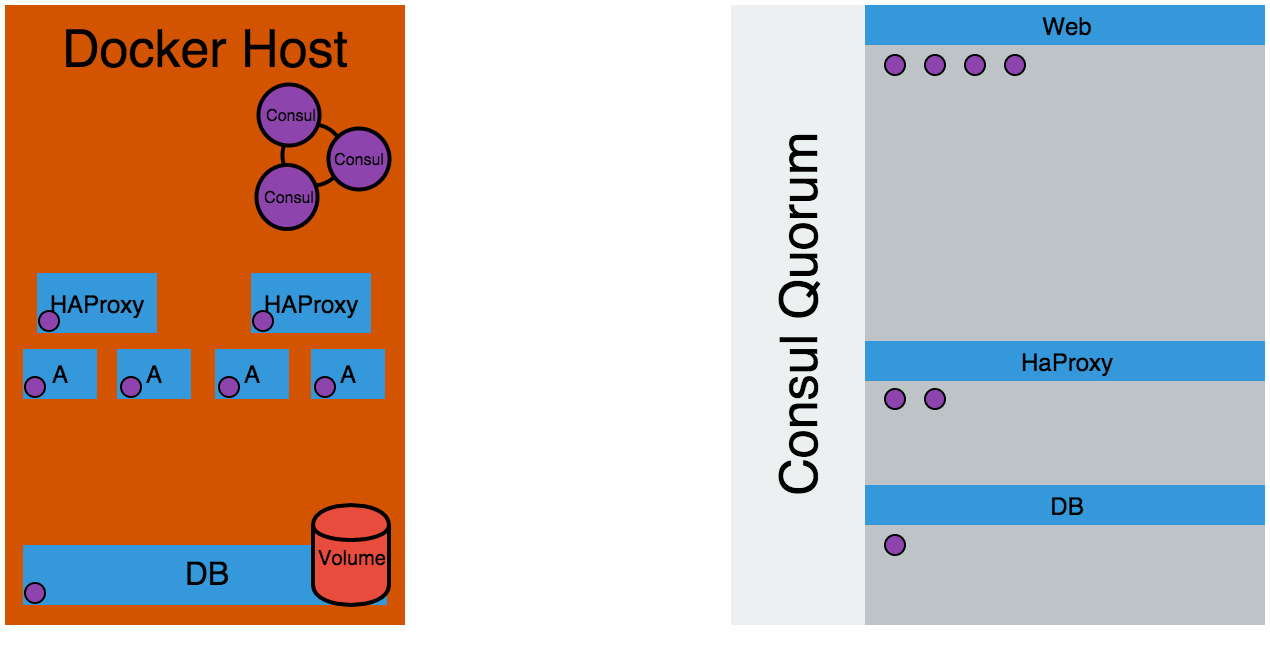 Docker Host
Consul
Consul
Consul
HAProxy
HAProxy
A
A
A
A
DB
Volume
Consul Quorum
Web
HaProxy
DB